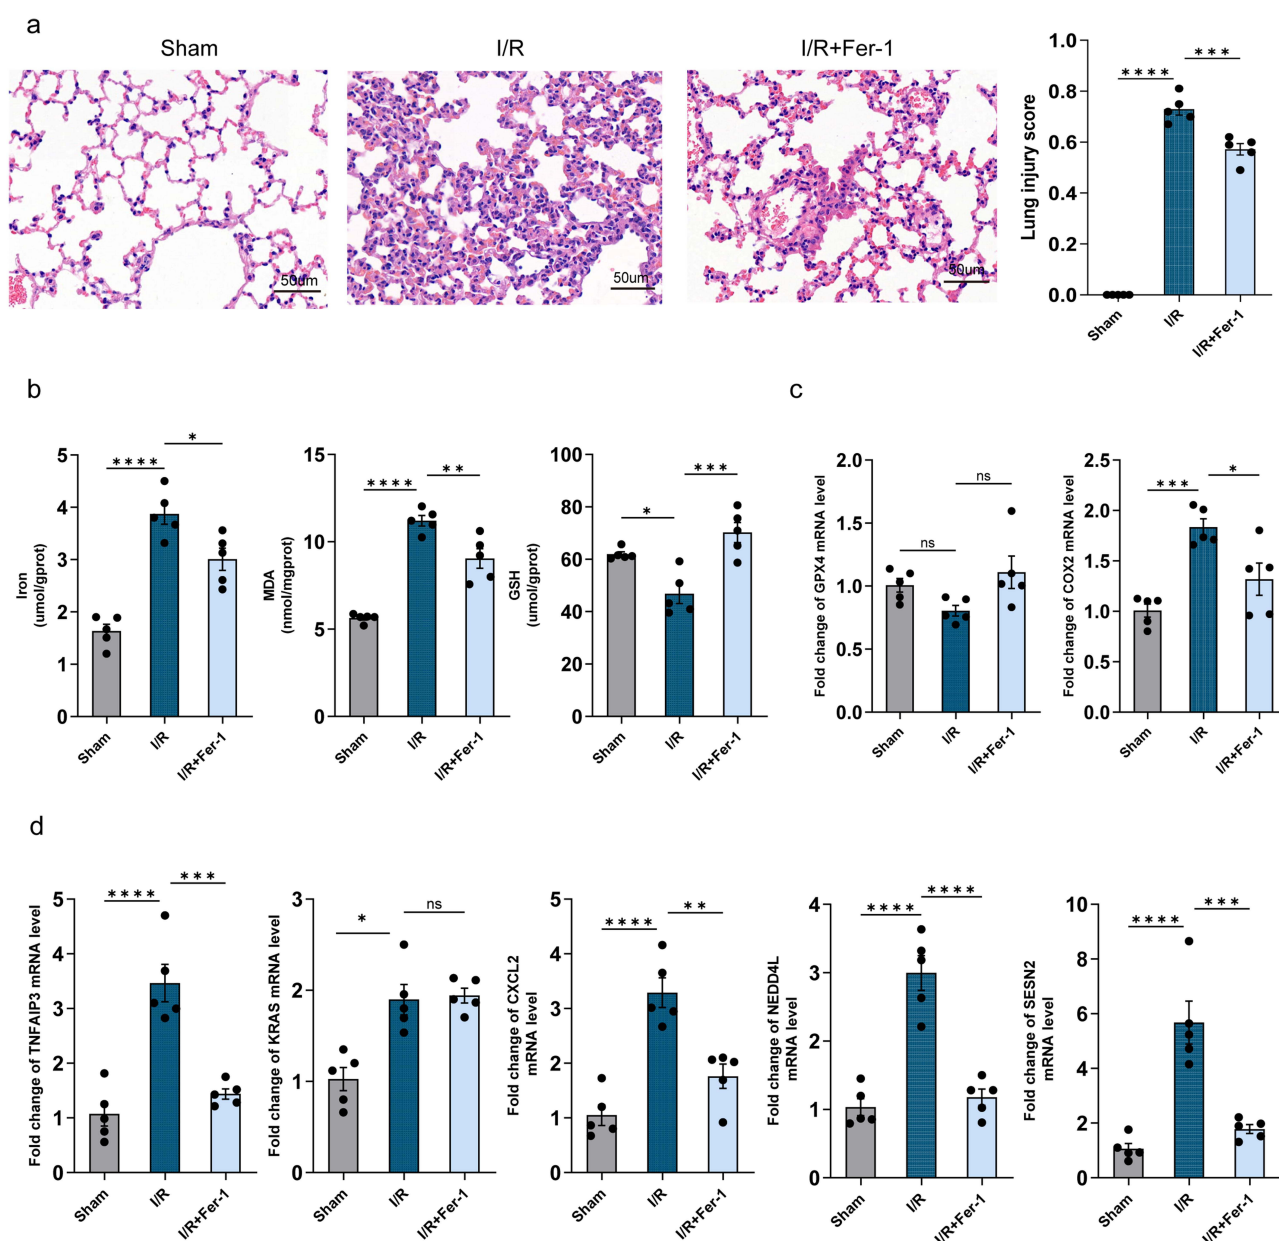 a
Sham
I/R
I/R+Fer-1
50um
50um
50um
Lung injury score
1.0
0.8
0.6
0.4
0.2
0.0
****
***
Sham
I/R
I/R+Fer-1
b
Iron
(umol/gprot)
5
4
3
2
1
0
****
*
Sham
I/R
I/R+Fer-1
MDA
(nmol/mgprot)
15
10
5
0
****
**
Sham
I/R
I/R+Fer-1
GSH
(umol/gprot)
100
80
60
40
20
0
*
***
Sham
I/R
I/R+Fer-1
c
Fold change of GPX4 mRNA level
2.0
1.5
1.0
0.5
0.0
ns
ns
Sham
I/R
I/R+Fer-1
Fold change of COX2 mRNA level
2.5
2.0
1.5
1.0
0.5
0.0
***
*
Sham
I/R
I/R+Fer-1
d
Fold change of TNFAIP3 mRNA level
5
4
3
2
1
0
****
***
Sham
I/R
I/R+Fer-1
Fold change of KRAS mRNA level
3
2
1
0
*
ns
Sham
I/R
I/R+Fer-1
Fold change of CXCL2
mRNA level
5
4
3
2
1
0
****
**
Sham
I/R
I/R+Fer-1
Fold change of NEDD4L
mRNA level
4
3
2
1
0
****
****
Sham
I/R
I/R+Fer-1
Fold change of SESN2
mRNA level
10
8
6
4
2
0
****
***
Sham
I/R
I/R+Fer-1